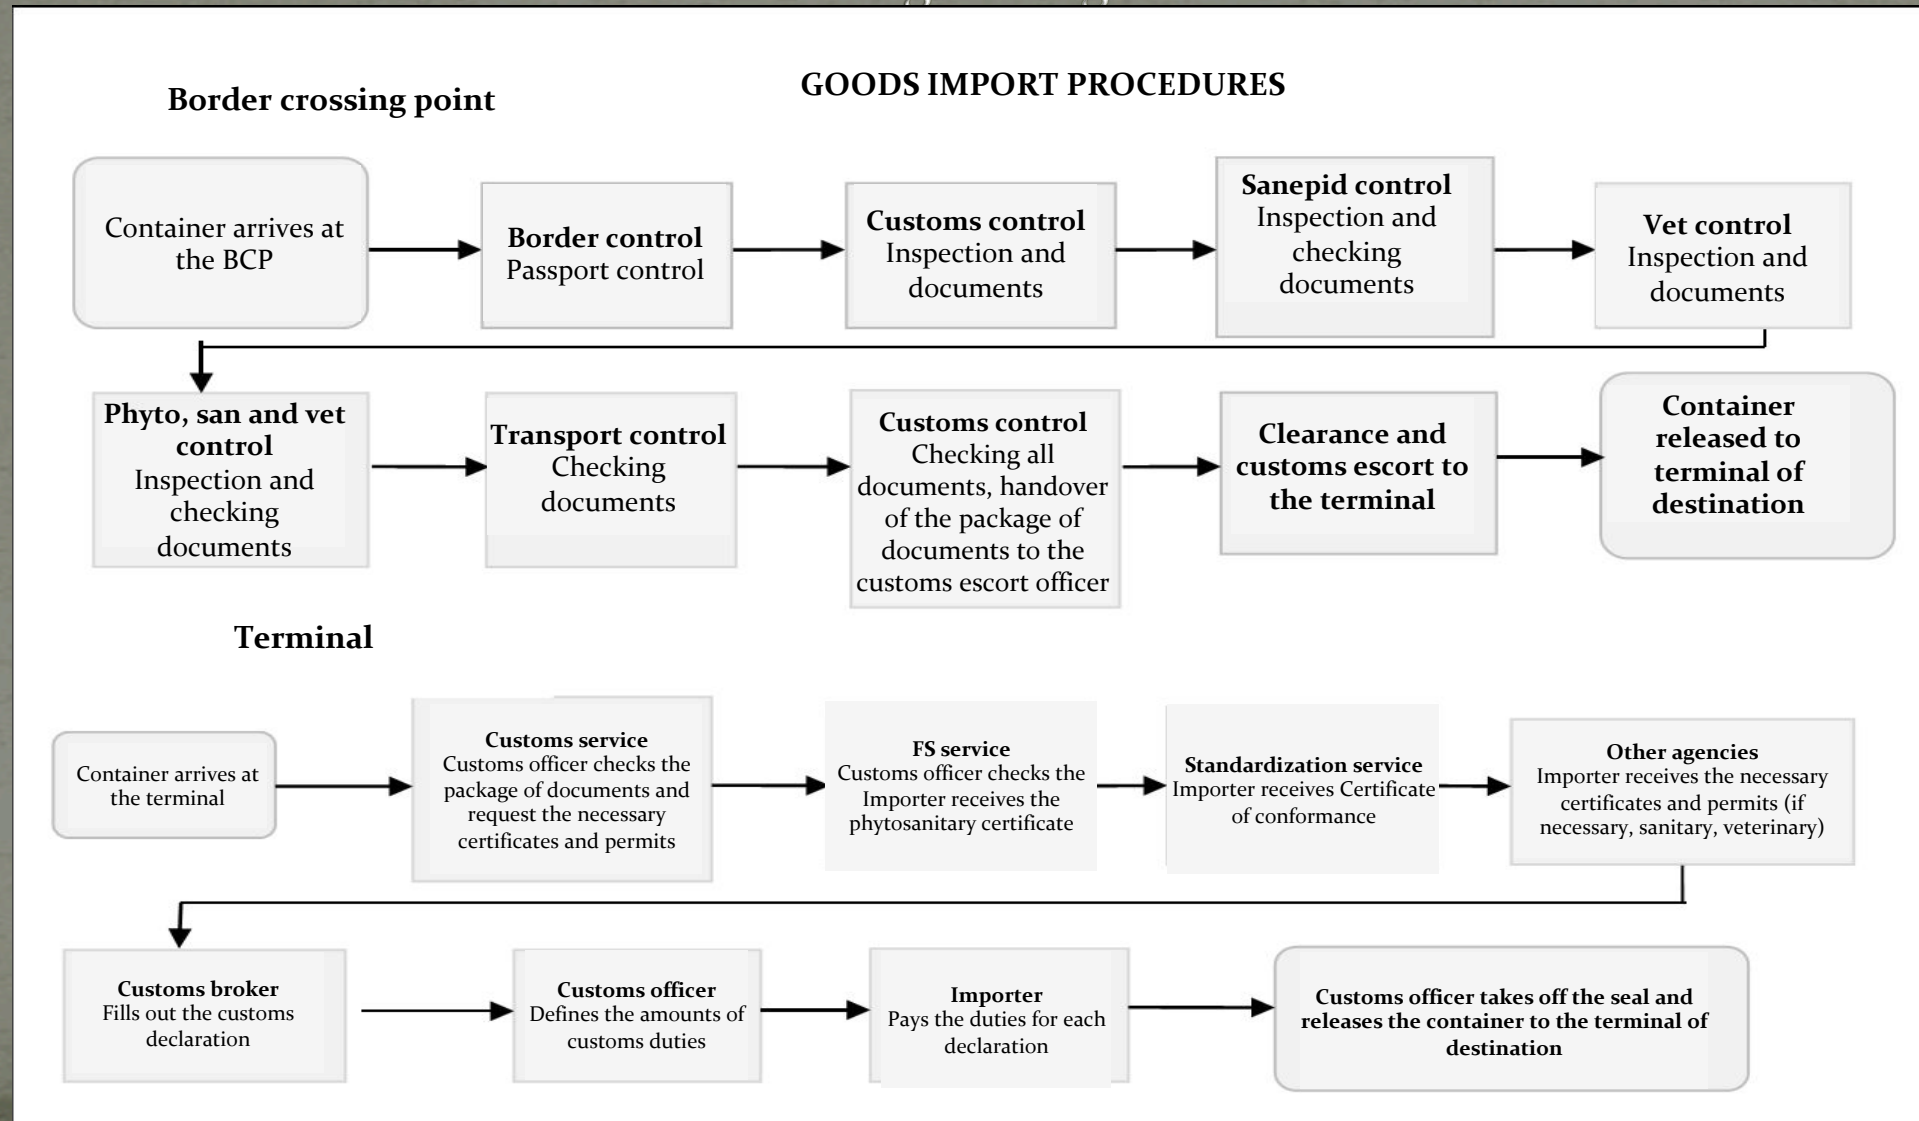 GOODS IMPORT PROCEDURES
Border crossing point
Container arrives at
the BCP
Border control
Passport control
Customs control
Inspection and
documents
Sanepid control
Inspection and
checking
documents
Vet control
Inspection and
documents
Phyto, san and vet
control
Inspection and
checking
documents
Transport control
Checking
documents
Customs control
Checking all
documents, handover
of the package of
documents to the
customs escort officer
Clearance and
customs escort to
the terminal
Container
released to
terminal of
destination
Terminal
Container arrives at
the terminal
Customs service
Customs officer checks the
package of documents and
request the necessary
certificates and permits
FS service
Customs officer checks the
Importer receives the
phytosanitary certificate
Standardization service
Importer receives Certificate
of conformance
Other agencies
Importer receives the necessary
certificates and permits (if
necessary, sanitary, veterinary)
Customs broker
Fills out the customs
declaration
Customs officer
Defines the amounts of
customs duties
Importer
Pays the duties for each
declaration
Customs officer takes off the seal and
releases the container to the terminal of
destination